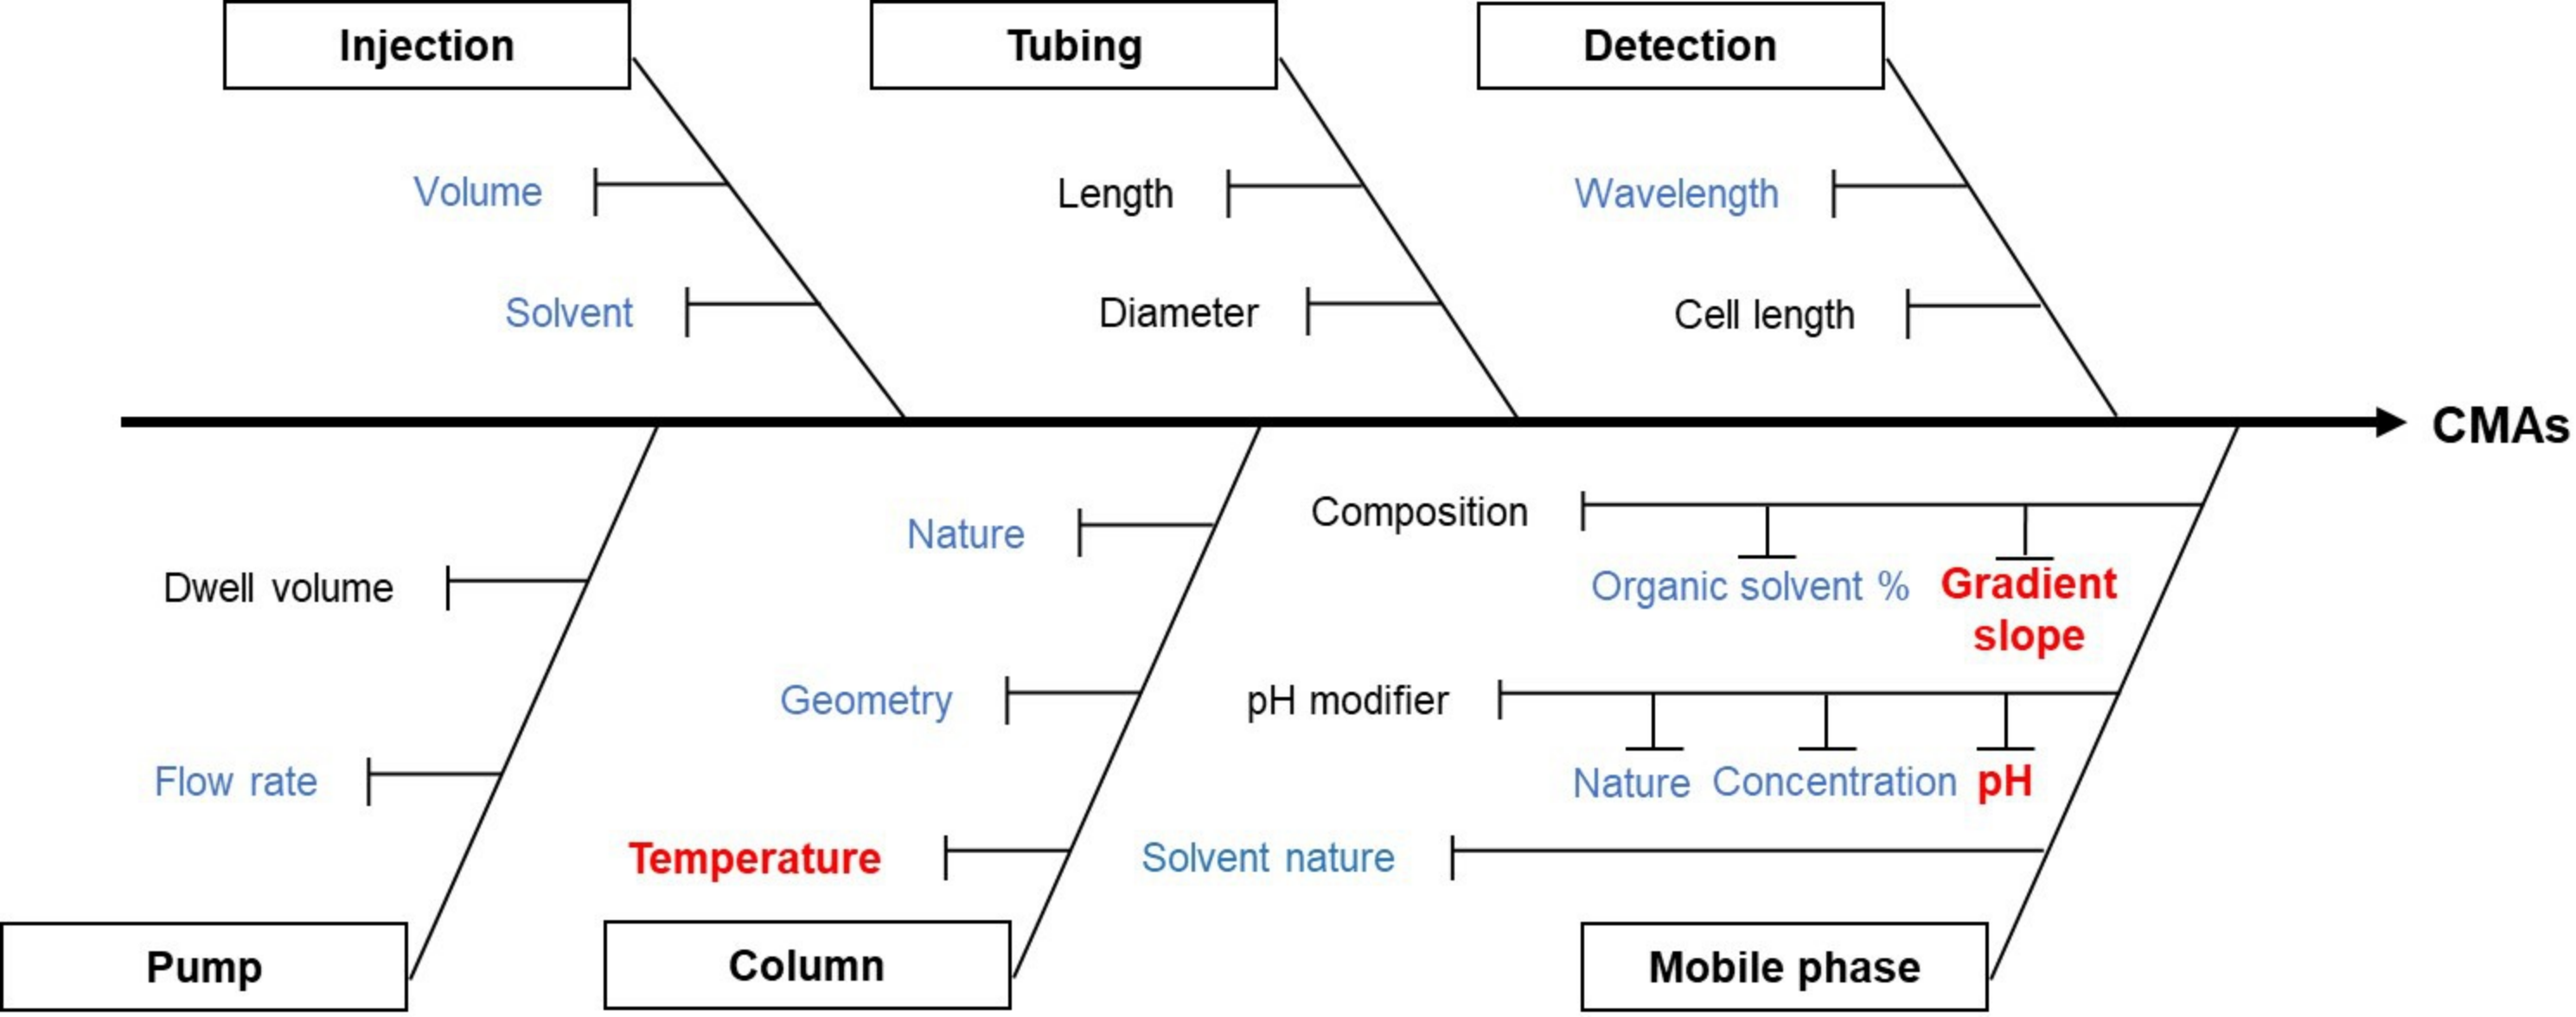 Injection
Tubing
Detection
Volume
Length
Wavelength
Solvent
Diameter
Cell length
CMAs
Composition
Nature
Organic solvent %
Gradient
slope
Dwell volume
Geometry
pH modifier
Flow rate
Nature
Concentration
pH
Temperature
Solvent nature
Pump
Column
Mobile phase